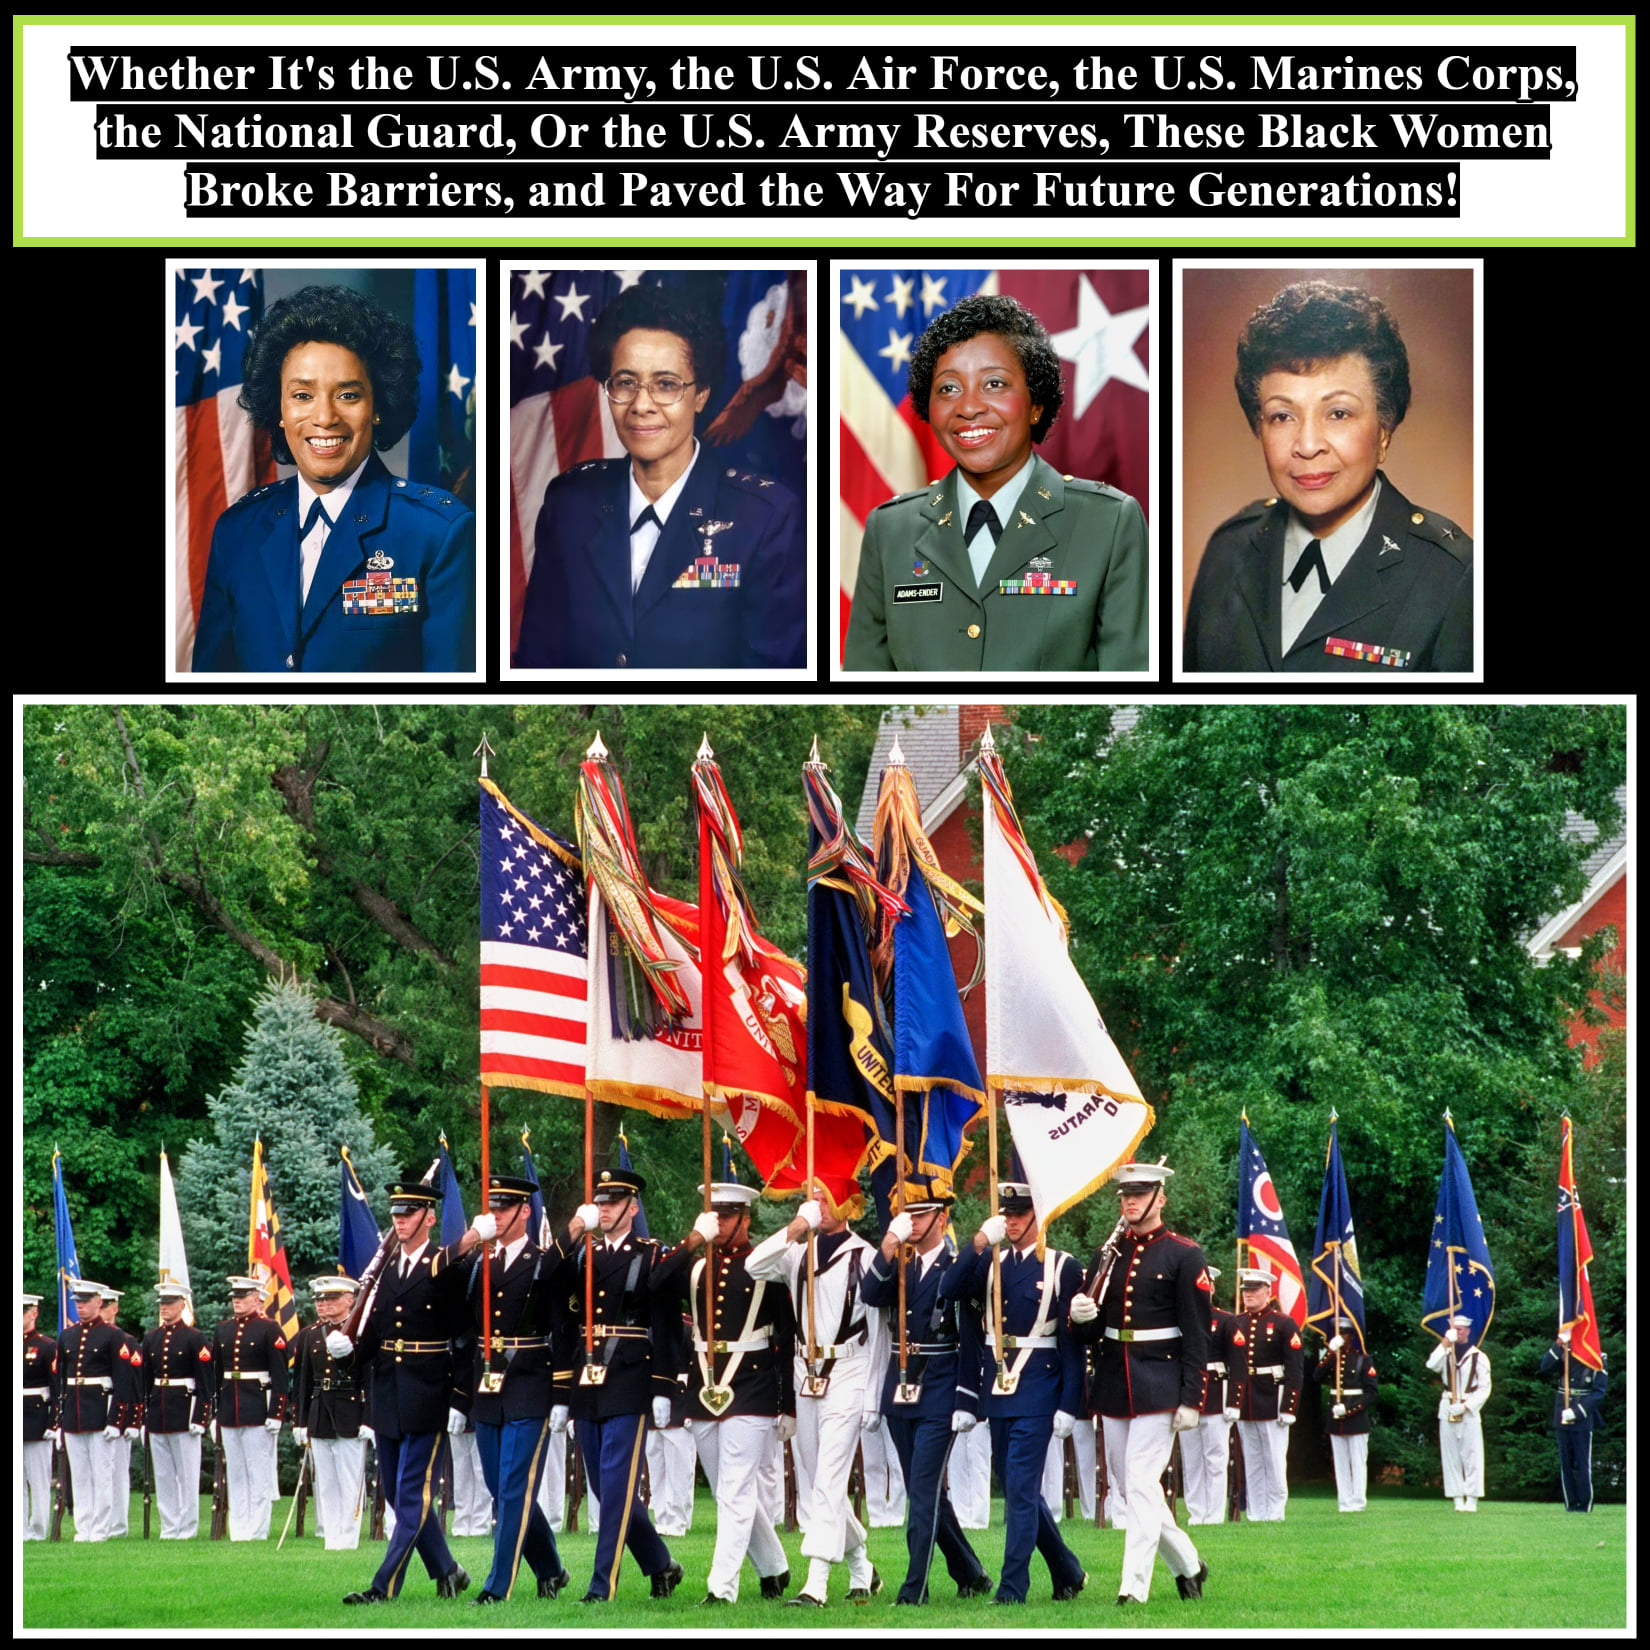 Whether It's the U.S. Army, the U.S. Air Force, the U.S. Marines Corps,
the National Guard, Or the U.S. Army Reserves, These Black Women
Broke Barriers, and Paved the Way For Future Generations!
ADAMS-ENDER
UNITED